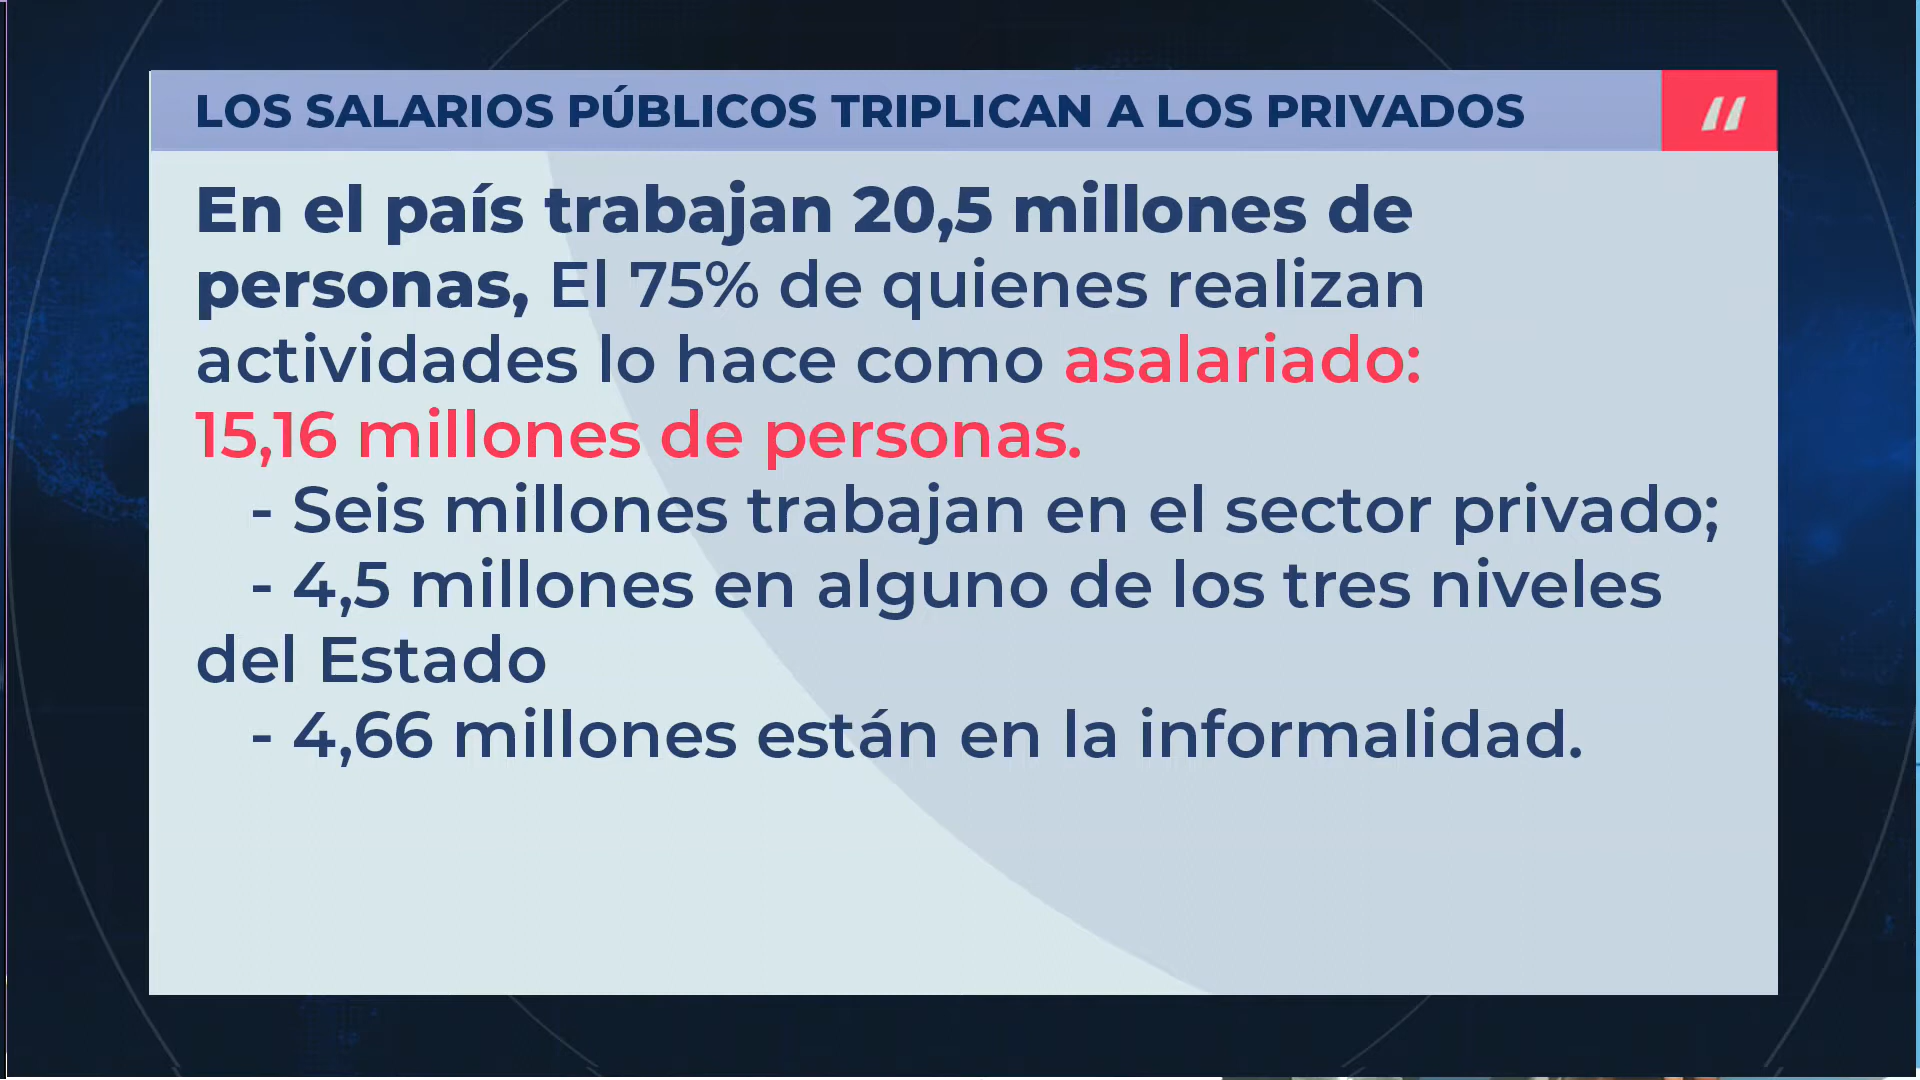 LOS SALARIOS PÚBLICOS TRIPLICAN A LOS PRIVADOS
En el país trabajan 20,5 millones de
personas, El 75% de quienes realizan
actividades lo hace como asalariado:
15,16 millones de personas.
- Seis millones trabajan en el sector privado;
- 4,5 millones en alguno de los tres niveles
del Estado
- 4,66 millones están en la informalidad.